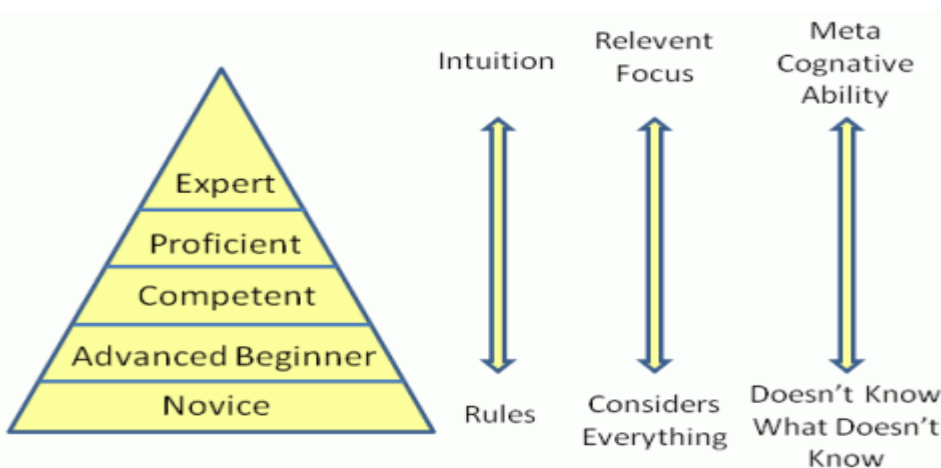 Expert
Proficient
Competent
Advanced Beginner
Novice
Intuition
Rules
Relevent
Focus
Considers
Everything
Meta
Cognative
Ability
Doesn't Know
What Doesn't
Know